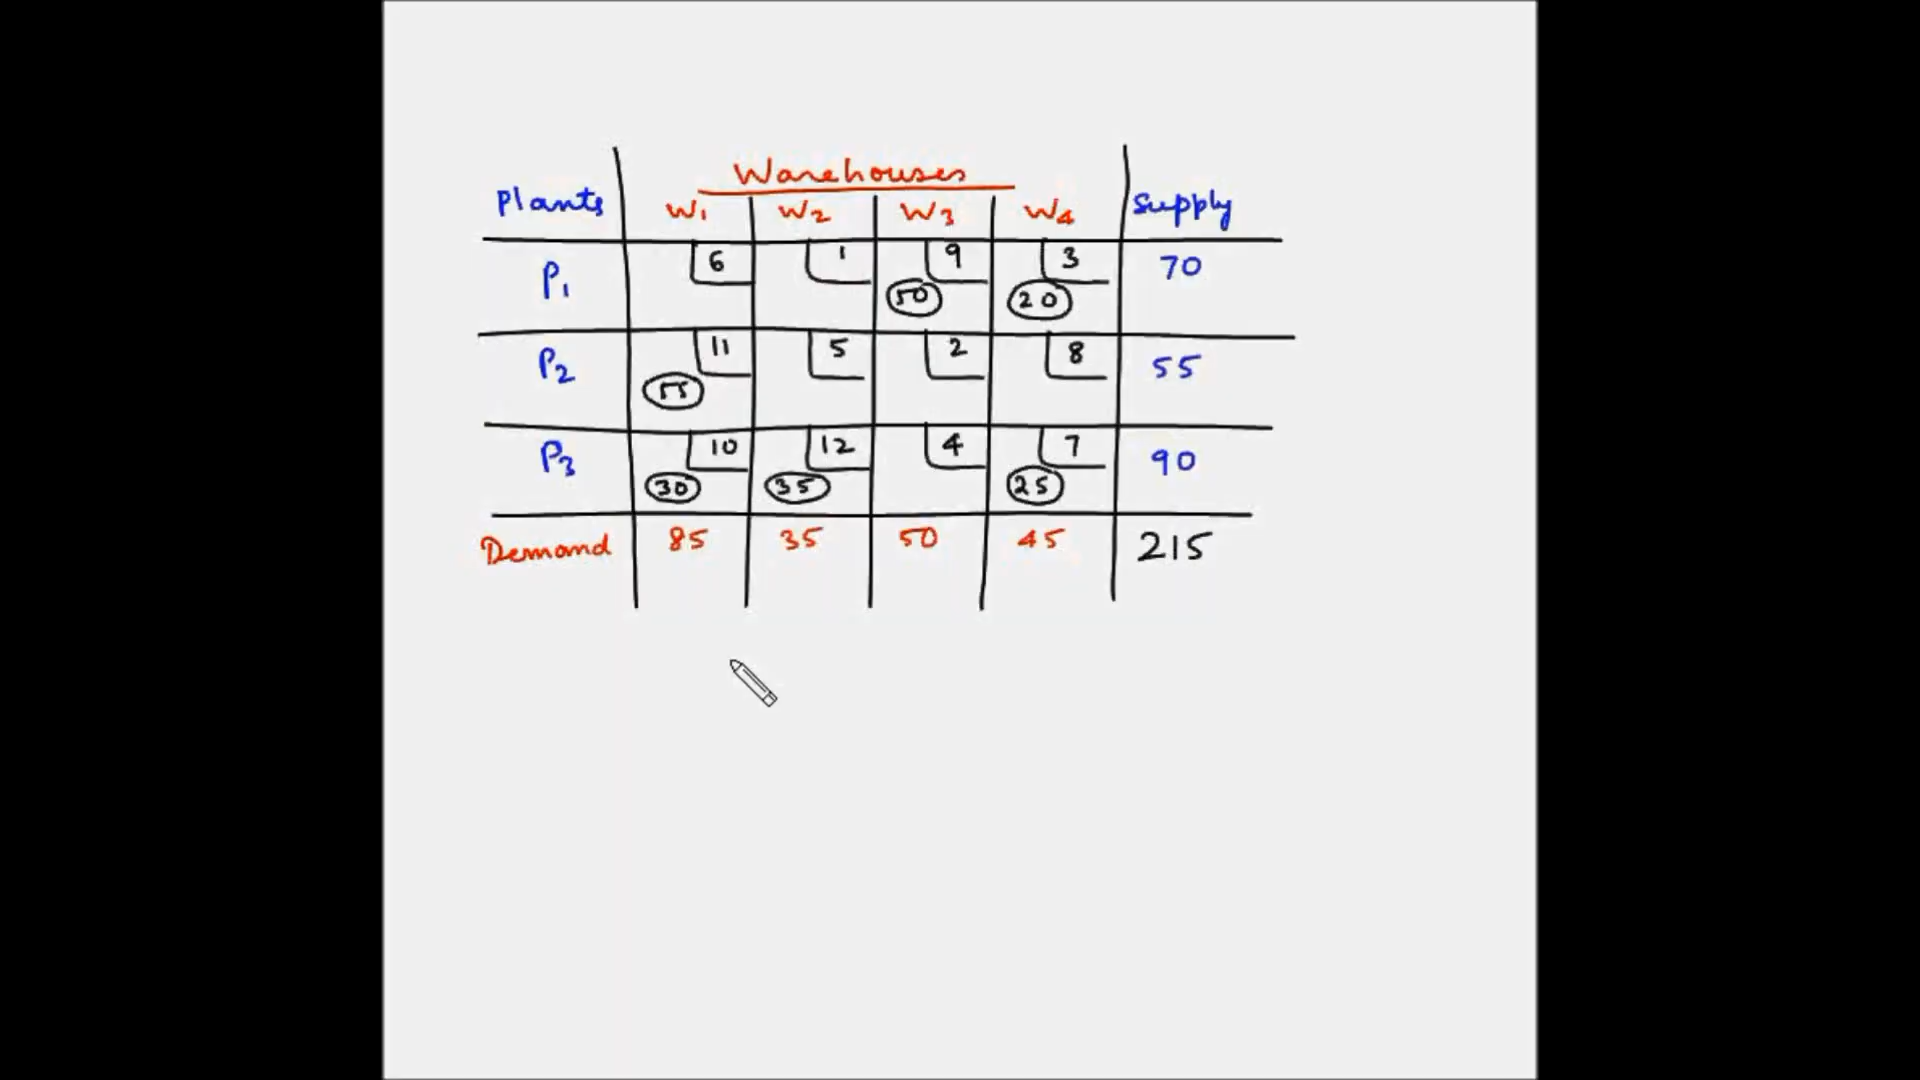 Warehouses
Plants W1 W2 W3 W4 Supply
P1 6 1 9 3 70
50 20
P2 11 5 2 8 55
55
P3 10 12 4 7 90
30 35 25
Demand 85 35 50 45 215